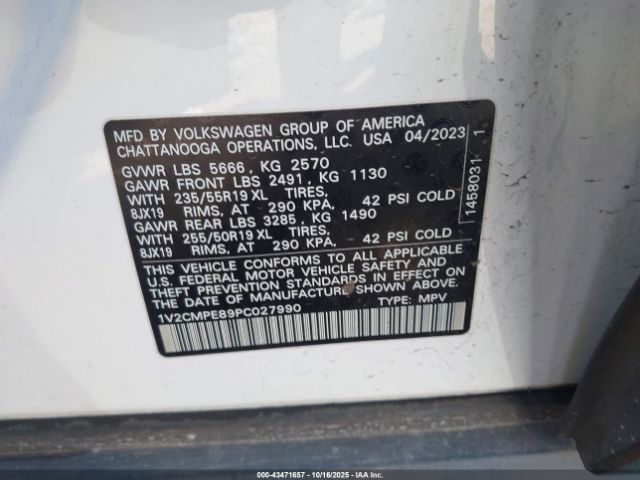 MFD BY VOLKSWAGEN GROUP OF AMERICA
CHATTANOOGA OPERATIONS, LLC. USA 04/2023
GVWR LBS 5666, KG 2570
GAWR FRONT LBS 2491, KG 1130
WITH 235/55R19 XL TIRES,
8JX19 RIMS, AT 290 KPA, 42 PSI COLD
GAWR REAR LBS 3285, KG 1490
WITH 255/50R19 XL TIRES,
8JX19 RIMS, AT 290 KPA, 42 PSI COLD
THIS VEHICLE CONFORMS TO ALL APPLICABLE
U.S. FEDERAL MOTOR VEHICLE SAFETY AND
THEFT PREVENTION STANDARDS IN EFFECT ON
THE DATE OF MANUFACTURE SHOWN ABOVE.
1V2CMPE89PC027990 TYPE: MPV
1458031 1
000-43471657 - 10/16/2025 - Copyright © IAA, Inc.